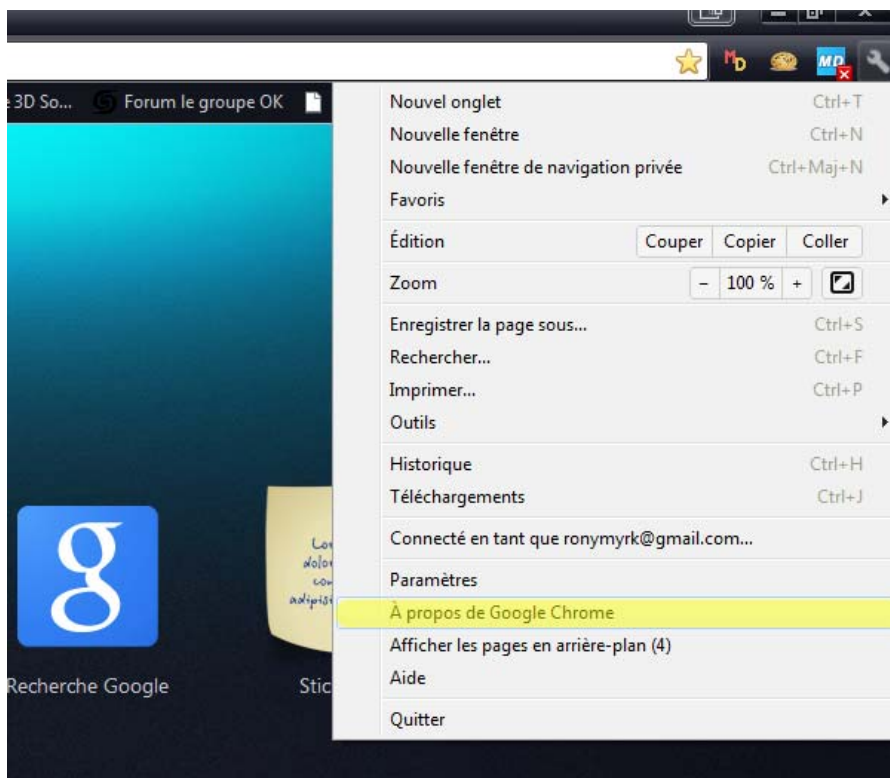 MD
MD
: 3D So...
Forum le groupe OK
Nouvel onglet Ctrl+T
Nouvelle fenêtre Ctrl+N
Nouvelle fenêtre de navigation privée Ctrl+Maj+N
Favoris
Édition Couper Copier Coller
Zoom - 100 % +
Enregistrer la page sous... Ctrl+S
Rechercher... Ctrl+F
Imprimer... Ctrl+P
Outils
Historique Ctrl+H
Téléchargements Ctrl+J
Connecté en tant que ronymyrk@gmail.com...
Paramètres
À propos de Google Chrome
Afficher les pages en arrière-plan (4)
Aide
Quitter
g
Recherche Google
Stic